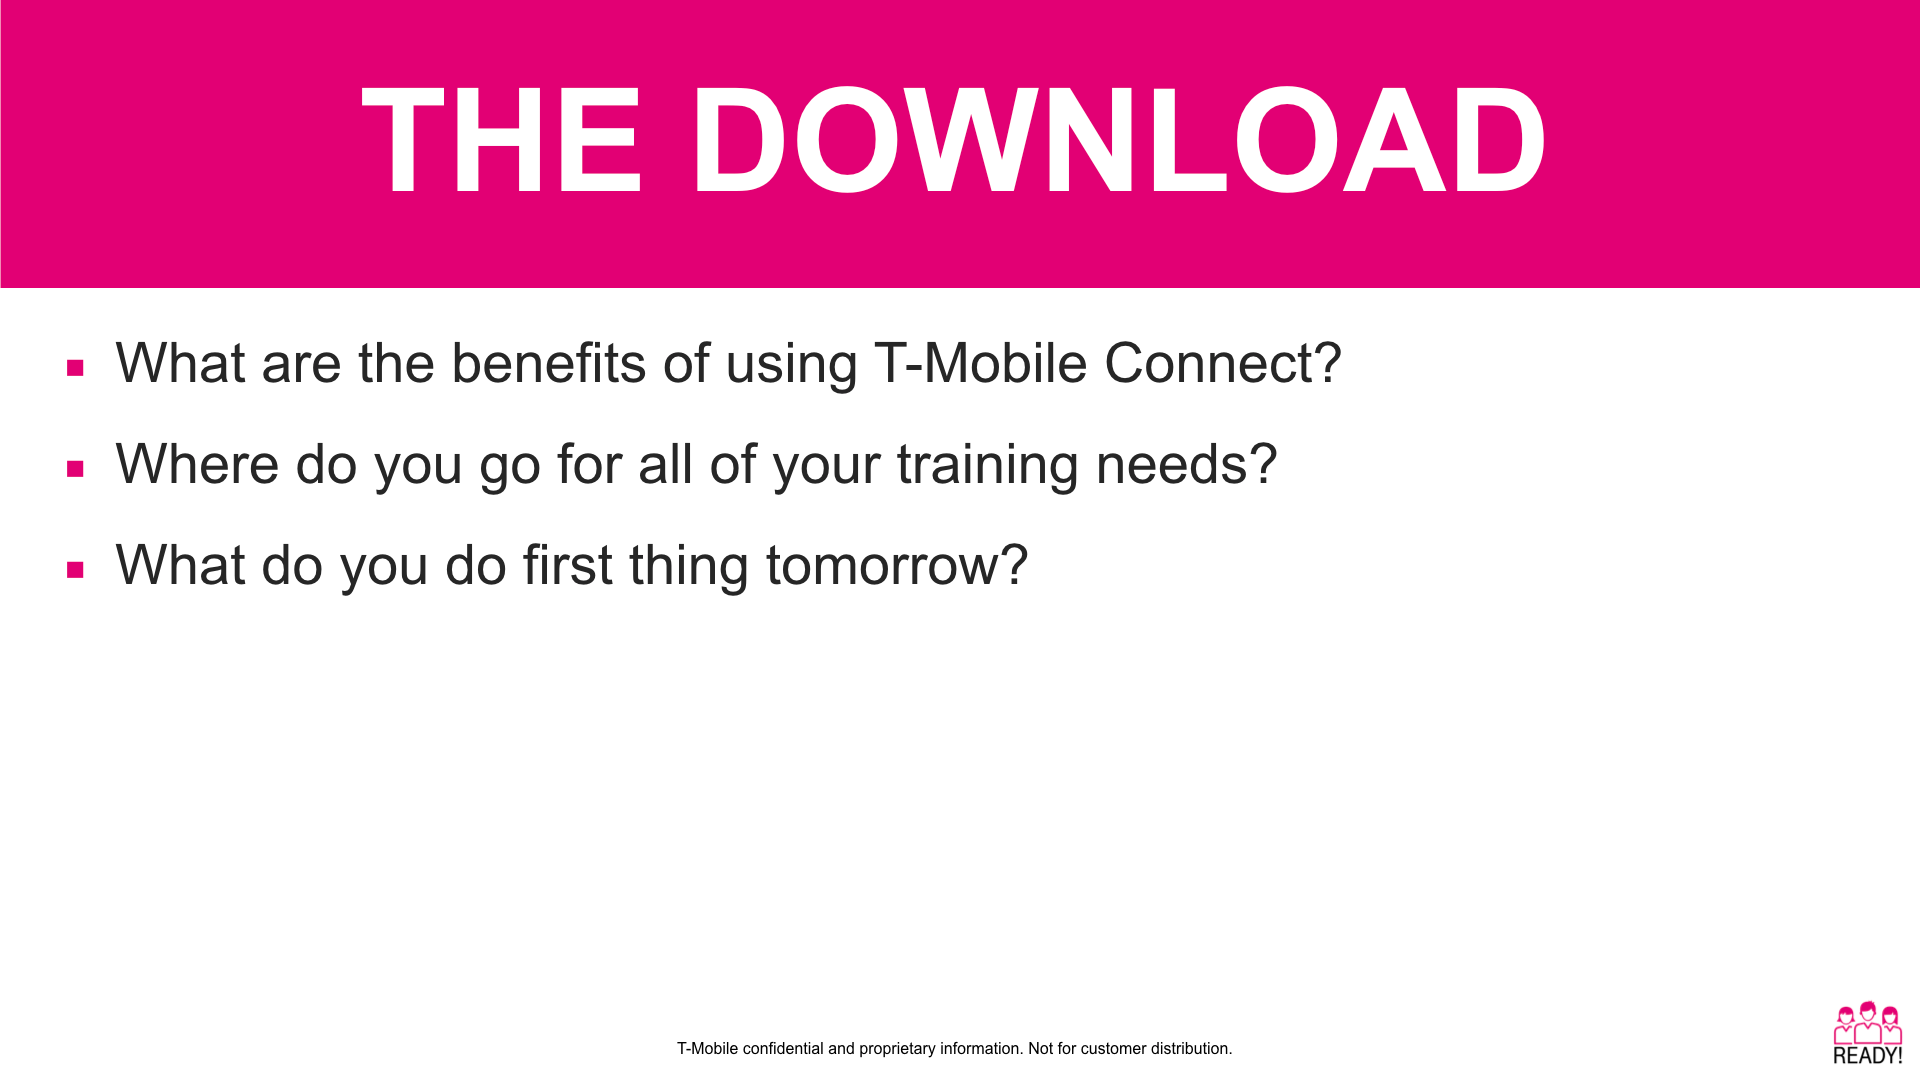 THE DOWNLOAD
What are the benefits of using T-Mobile Connect?
Where do you go for all of your training needs?
What do you do first thing tomorrow?
T-Mobile confidential and proprietary information. Not for customer distribution.
READY!